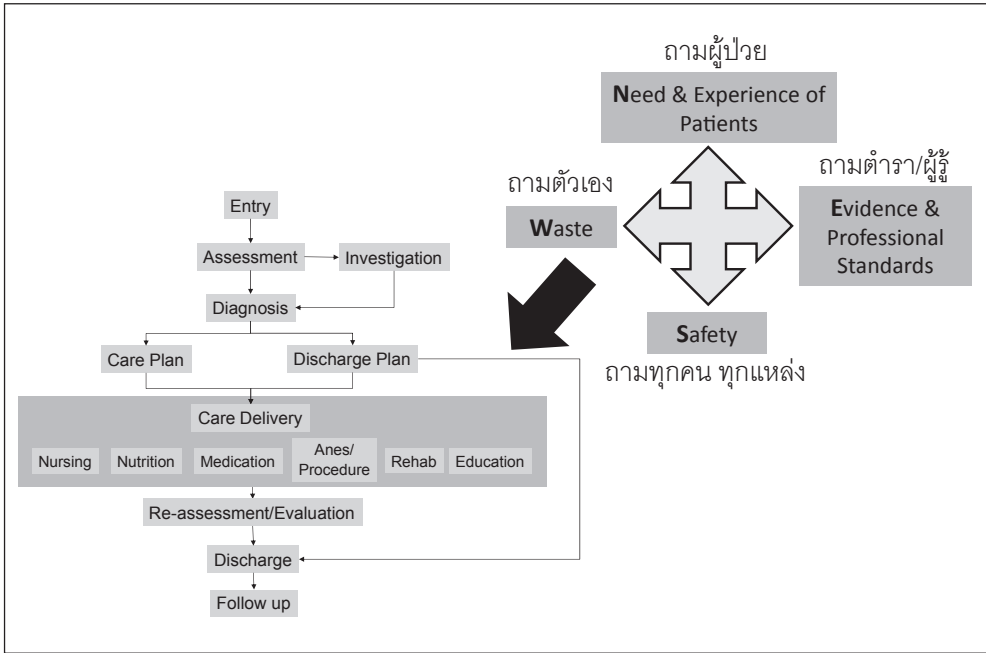 ถามผู้ป่วย
Need & Experience of
Patients
ถามตำรา/ผู้รู้
Evidence &
Professional
Standards
ถามตัวเอง
Waste
Safety
ถามทุกคน ทุกแหล่ง
Entry
Assessment
Investigation
Diagnosis
Care Plan
Discharge Plan
Care Delivery
Nursing
Nutrition
Medication
Anes/
Procedure
Rehab
Education
Re-assessment/Evaluation
Discharge
Follow up